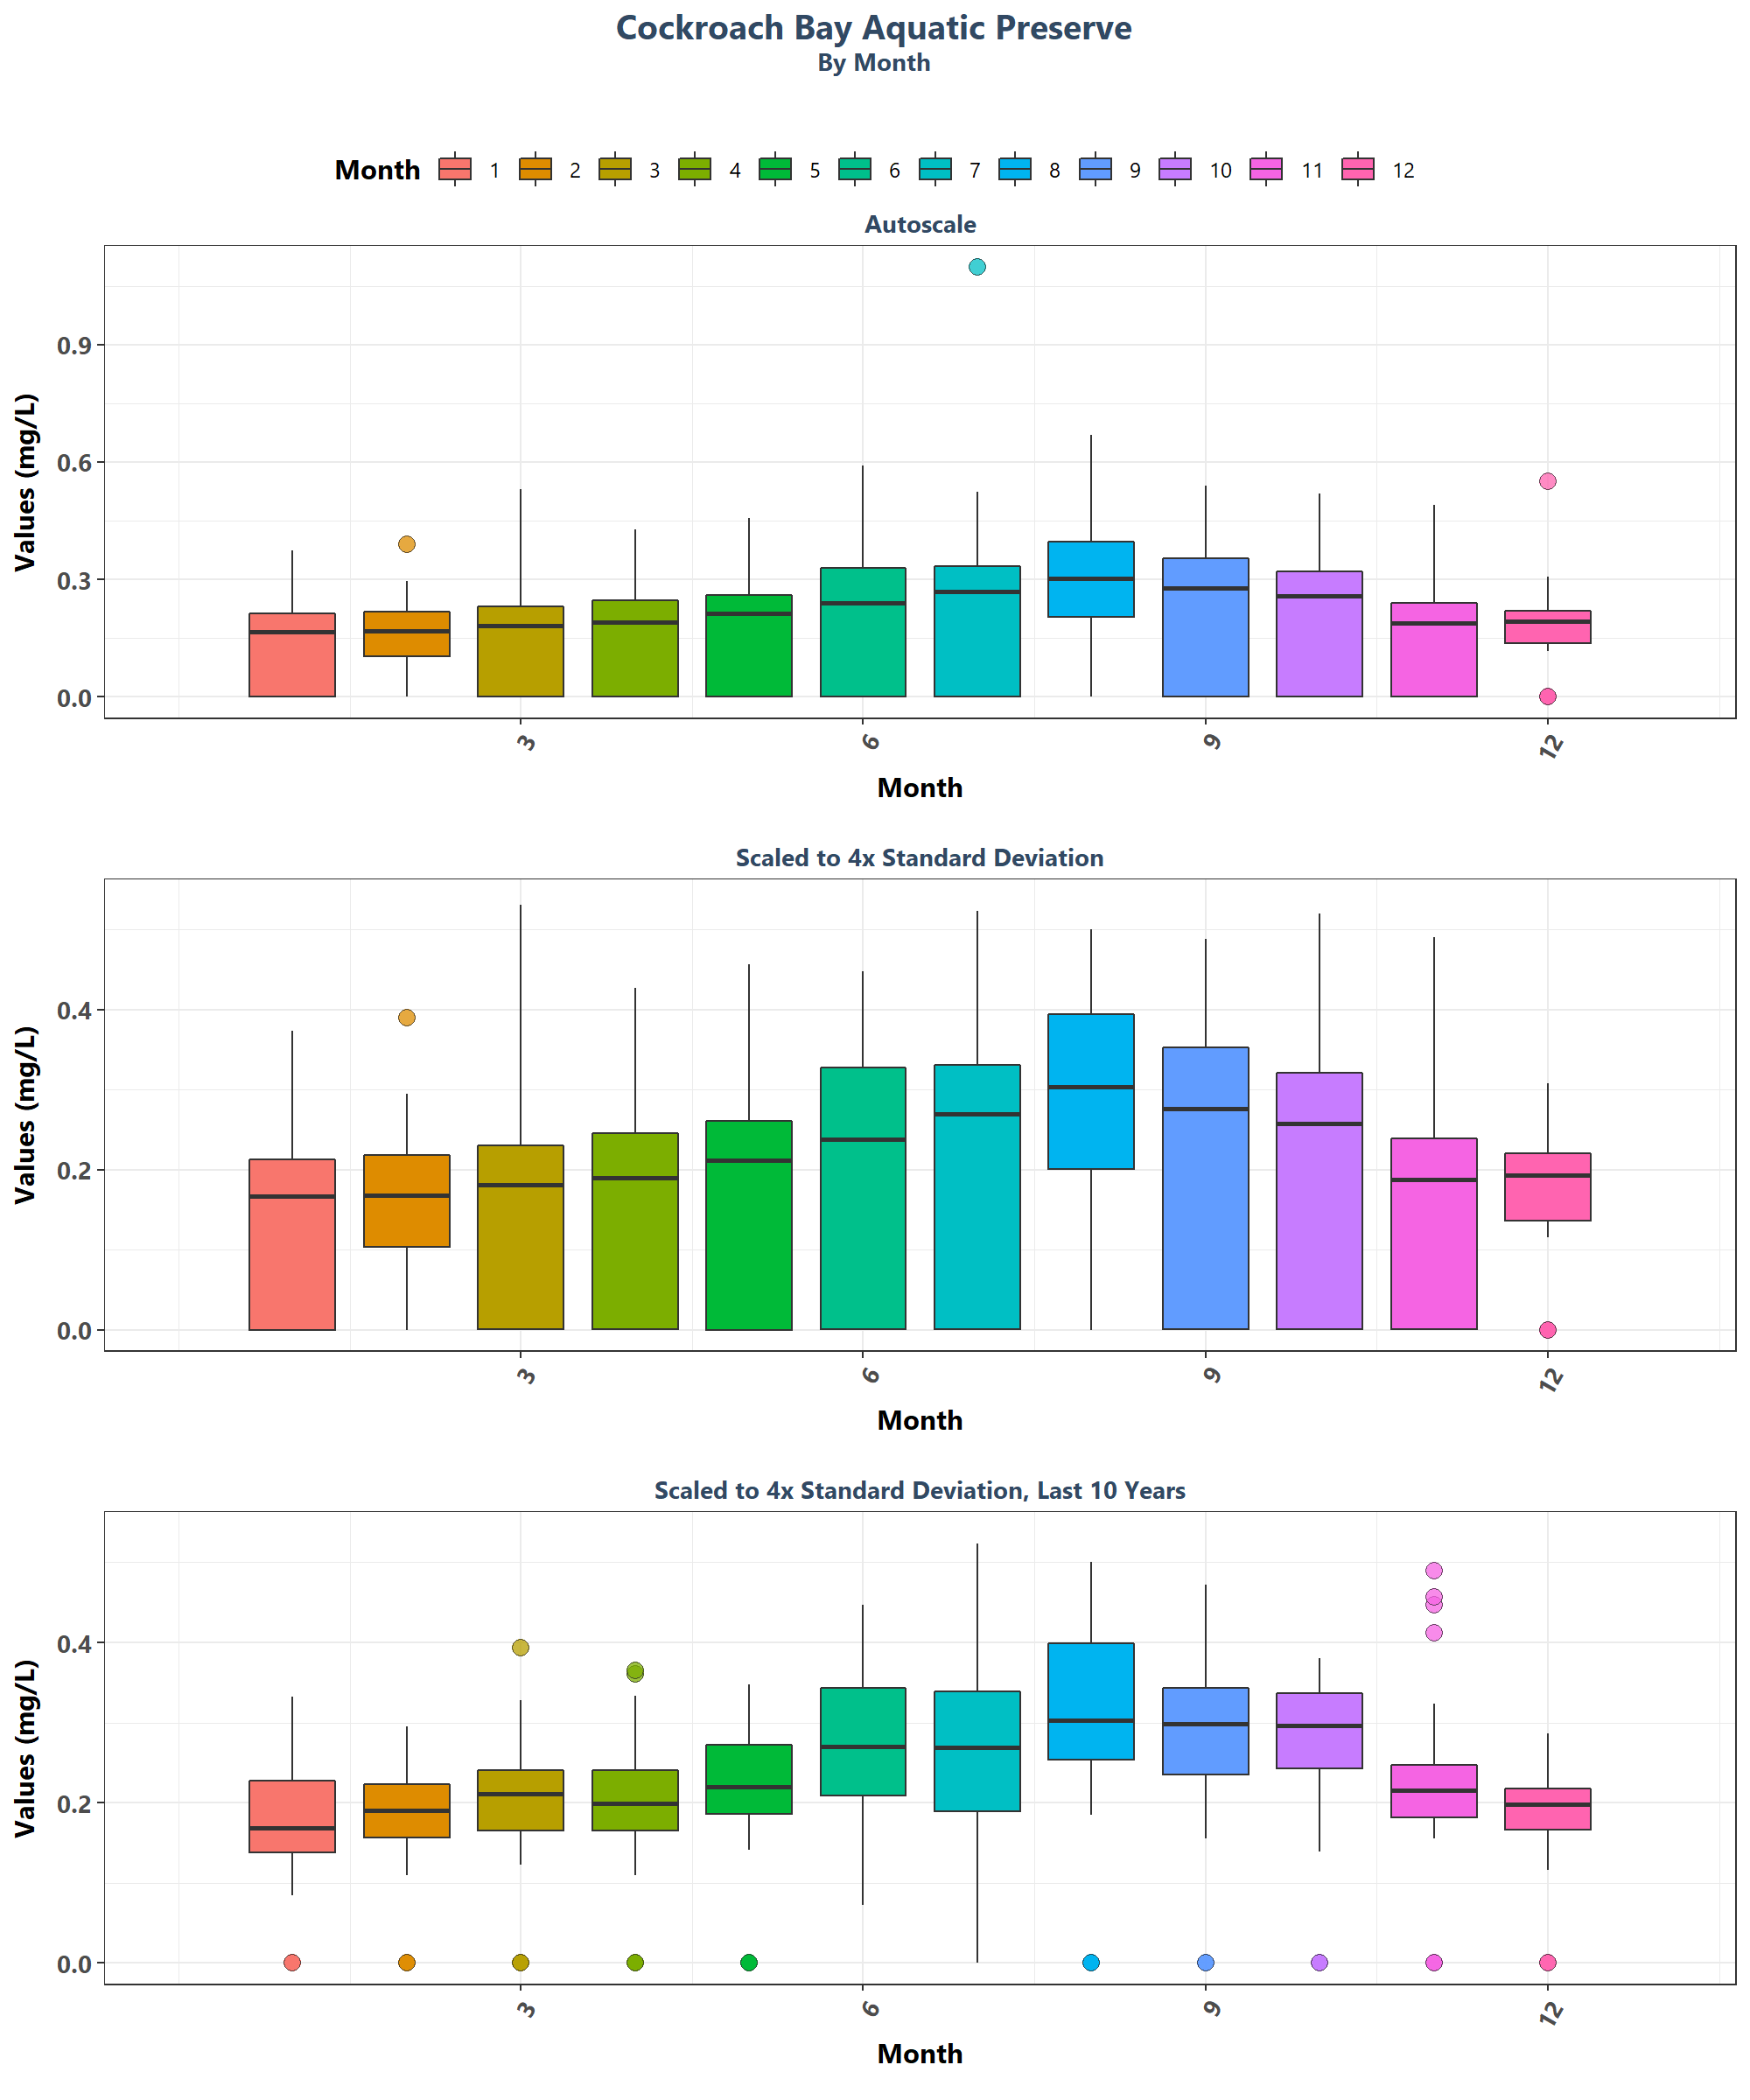 Cockroach Bay Aquatic Preserve
By Month
Month 1 2 3 4 5 6 7 8 9 10 11 12
Autoscale
Values (mg/L)
0.9
0.6
0.3
0.0
3 6 9 12
Month
Scaled to 4x Standard Deviation
Values (mg/L)
0.4
0.2
0.0
3 6 9 12
Month
Scaled to 4x Standard Deviation, Last 10 Years
Values (mg/L)
0.4
0.2
0.0
3 6 9 12
Month